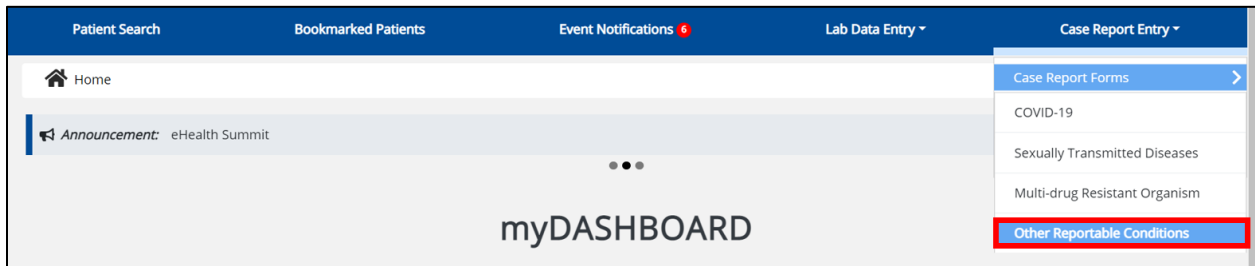 Patient Search Bookmarked Patients Event Notifications 6 Lab Data Entry Case Report Entry
Home
Case Report Forms
COVID-19
Announcement: eHealth Summit
Sexually Transmitted Diseases
Multi-drug Resistant Organism
myDASHBOARD
Other Reportable Conditions